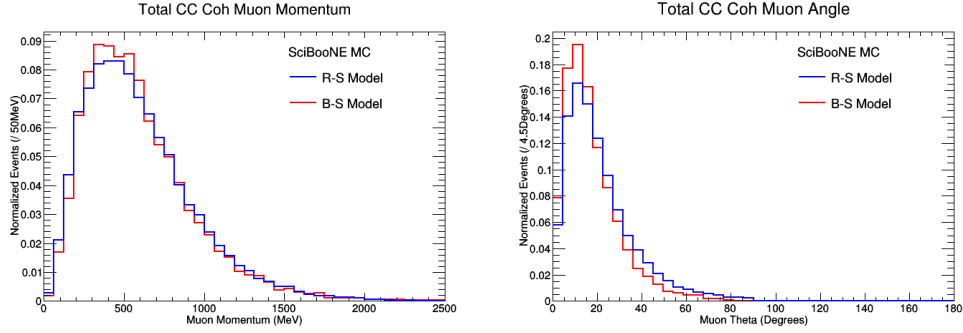 Total CC Coh Muon Momentum
Normalized Events (/ 50MeV)
0.09
0.08
0.07
0.06
0.05
0.04
0.03
0.02
0.01
0
SciBooNE MC
R-S Model
B-S Model
0 500 1000 1500 2000 2500
Muon Momentum (MeV)
Total CC Coh Muon Angle
Normalized Events (/ 4.5Degrees)
0.2
0.18
0.16
0.14
0.12
0.1
0.08
0.06
0.04
0.02
0
SciBooNE MC
R-S Model
B-S Model
0 20 40 60 80 100 120 140 160 180
Muon Theta (Degrees)